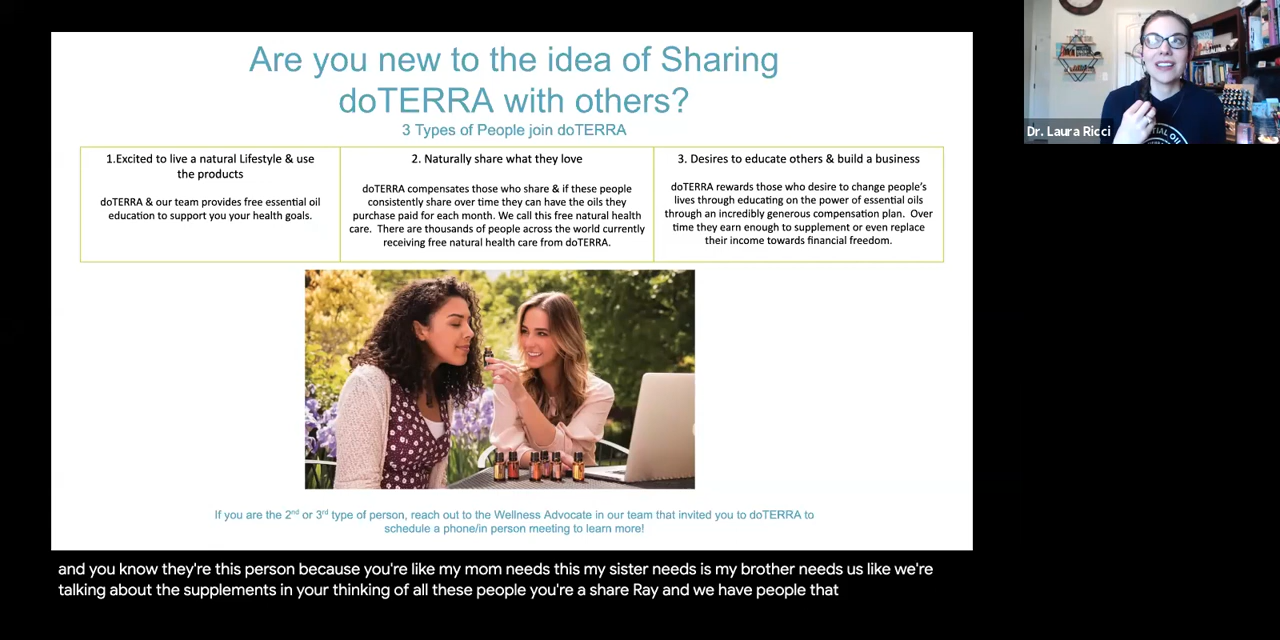 Are you new to the idea of Sharing
doTERRA with others?
3 Types of People join doTERRA
1.Excited to live a natural Lifestyle & use
the products
doTERRA & our team provides free essential oil
education to support you your health goals.
2. Naturally share what they love
doTERRA compensates those who share & if these people
consistently share over time they can have the oils they
purchase paid for each month. We call this free natural health
care. There are thousands of people across the world currently
receiving free natural health care from doTERRA.
3. Desires to educate others & build a business
doTERRA rewards those who desire to change people's
lives through educating on the power of essential oils
through an incredibly generous compensation plan. Over
time they earn enough to supplement or even replace
their income towards financial freedom.
If you are the 2nd or 3rd type of person, reach out to the Wellness Advocate in our team that invited you to doTERRA to
schedule a phone/in person meeting to learn more!
Dr. Laura Ricci
and you know they're this person because you're like my mom needs this my sister needs is my brother needs us like we're
talking about the supplements in your thinking of all these people you're a share Ray and we have people that